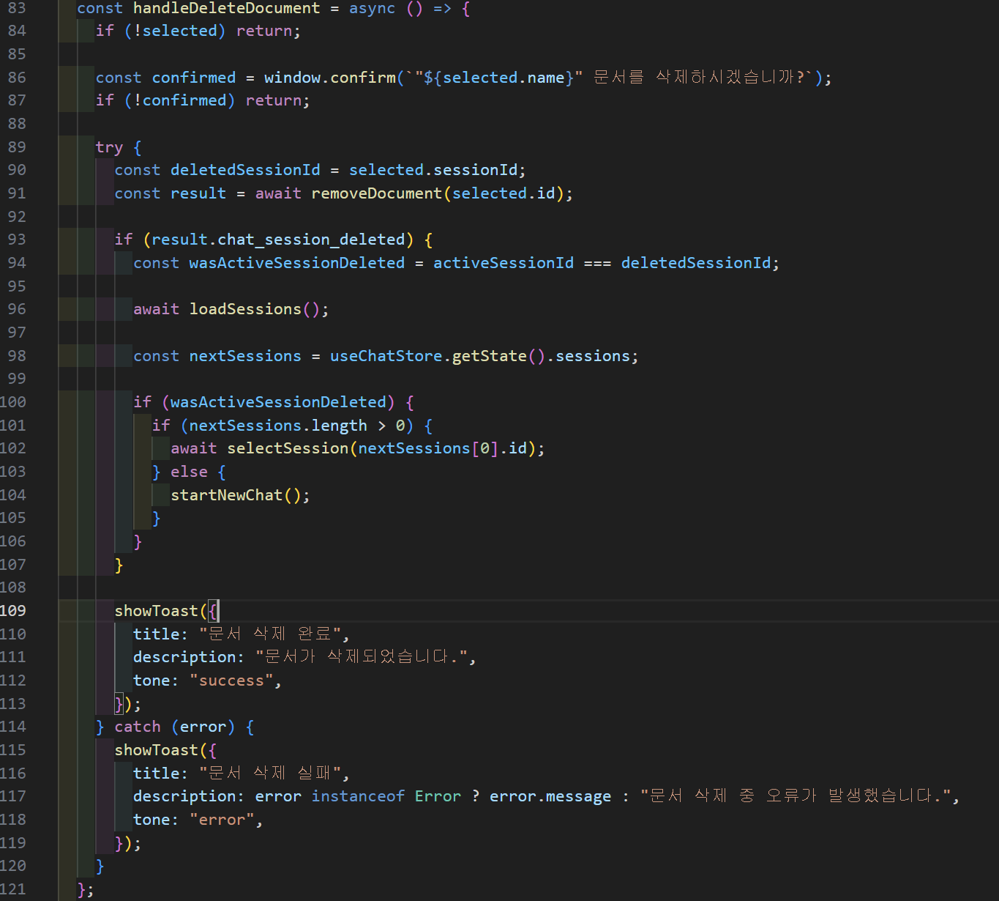 83 const handleDeleteDocument = async () => {
84 if (!selected) return;
85
86 const confirmed = window.confirm(`"${selected.name}" 문서를 삭제하시겠습니까?`);
87 if (!confirmed) return;
88
89 try {
90 const deletedSessionId = selected.sessionId;
91 const result = await removeDocument(selected.id);
92
93 if (result.chat_session_deleted) {
94 const wasActiveSessionDeleted = activeSessionId === deletedSessionId;
95
96 await loadSessions();
97
98 const nextSessions = useChatStore.getState().sessions;
99
100 if (wasActiveSessionDeleted) {
101 if (nextSessions.length > 0) {
102 await selectSession(nextSessions[0].id);
103 } else {
104 startNewChat();
105 }
106 }
107 }
108
109 showToast({
110 title: "문서 삭제 완료",
111 description: "문서가 삭제되었습니다.",
112 tone: "success",
113 });
114 } catch (error) {
115 showToast({
116 title: "문서 삭제 실패",
117 description: error instanceof Error ? error.message : "문서 삭제 중 오류가 발생했습니다.",
118 tone: "error",
119 });
120 }
121 };